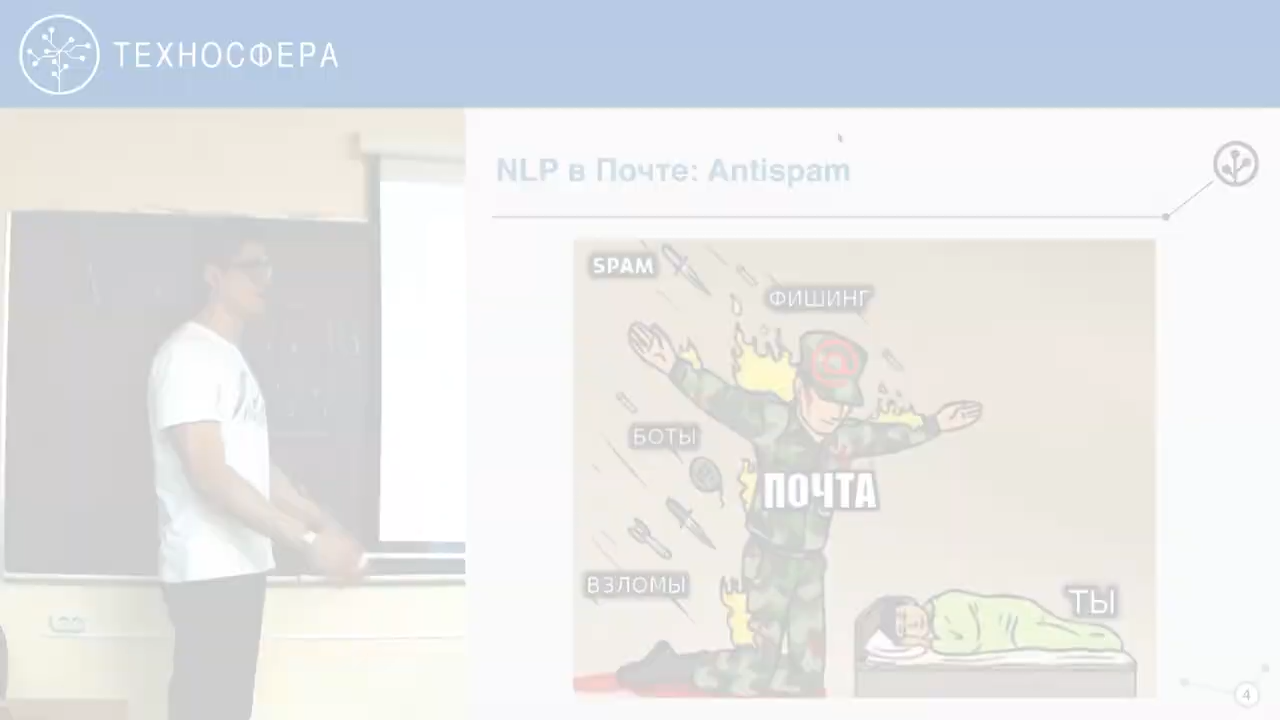 ТЕХНОСФЕРА
NLP в Почте: Antispam
SPAM
ФИШИНГ
БОТЫ
ПОЧТА
ВЗЛОМЫ
ТЫ
4